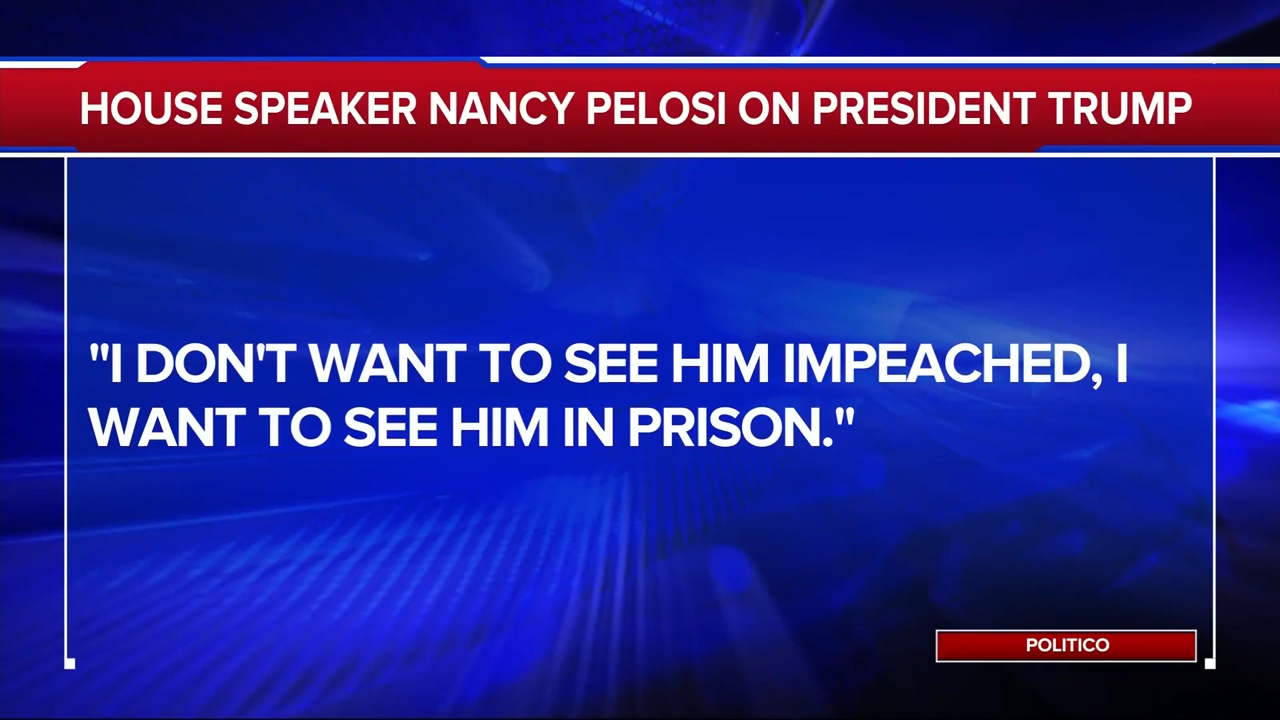 HOUSE SPEAKER NANCY PELOSI ON PRESIDENT TRUMP
"I DON'T WANT TO SEE HIM IMPEACHED, I
WANT TO SEE HIM IN PRISON."
POLITICO